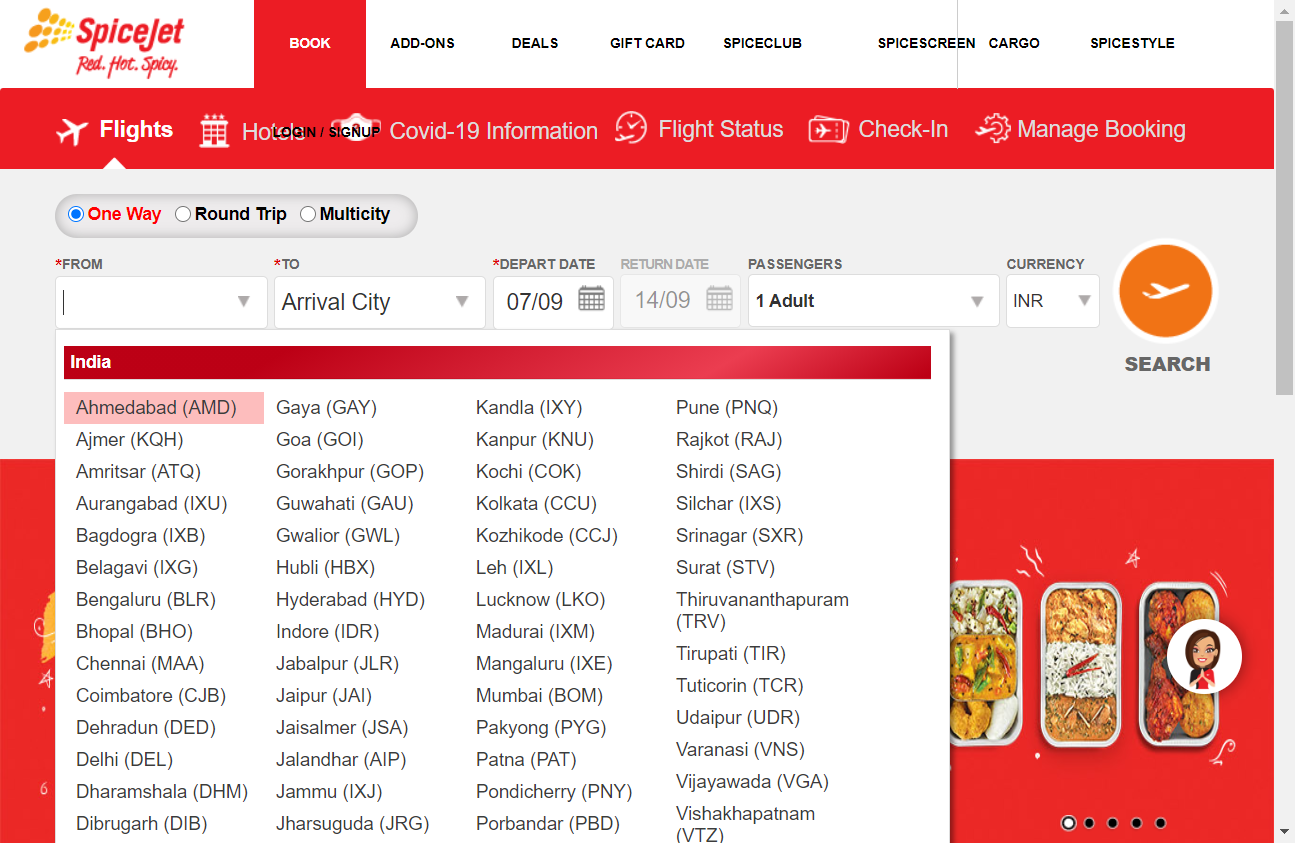 SpiceJet
Red. Hot. Spicy.
BOOK
ADD-ONS
DEALS
GIFT CARD
SPICECLUB
SPICESCREEN
CARGO
SPICESTYLE
Flights
Hotels
LOGIN / SIGNUP
Covid-19 Information
Flight Status
Check-In
Manage Booking
One Way
Round Trip
Multicity
*FROM
*TO
*DEPART DATE
RETURN DATE
PASSENGERS
CURRENCY
Arrival City
07/09
14/09
1 Adult
INR
SEARCH
India
Ahmedabad (AMD)
Ajmer (KQH)
Amritsar (ATQ)
Aurangabad (IXU)
Bagdogra (IXB)
Belagavi (IXG)
Bengaluru (BLR)
Bhopal (BHO)
Chennai (MAA)
Coimbatore (CJB)
Dehradun (DED)
Delhi (DEL)
Dharamshala (DHM)
Dibrugarh (DIB)
Gaya (GAY)
Goa (GOI)
Gorakhpur (GOP)
Guwahati (GAU)
Gwalior (GWL)
Hubli (HBX)
Hyderabad (HYD)
Indore (IDR)
Jabalpur (JLR)
Jaipur (JAI)
Jaisalmer (JSA)
Jalandhar (AIP)
Jammu (IXJ)
Jharsuguda (JRG)
Kandla (IXY)
Kanpur (KNU)
Kochi (COK)
Kolkata (CCU)
Kozhikode (CCJ)
Leh (IXL)
Lucknow (LKO)
Madurai (IXM)
Mangaluru (IXE)
Mumbai (BOM)
Pakyong (PYG)
Patna (PAT)
Pondicherry (PNY)
Porbandar (PBD)
Pune (PNQ)
Rajkot (RAJ)
Shirdi (SAG)
Silchar (IXS)
Srinagar (SXR)
Surat (STV)
Thiruvananthapuram
(TRV)
Tirupati (TIR)
Tuticorin (TCR)
Udaipur (UDR)
Varanasi (VNS)
Vijayawada (VGA)
Vishakhapatnam
(VTZ)